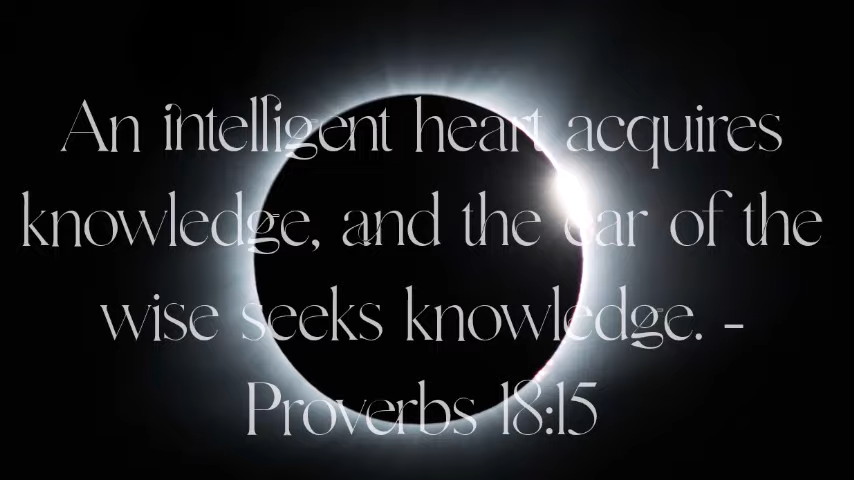 An intelligent heart acquires
knowledge, and the ear of the
wise seeks knowledge. -
Proverbs 18:15